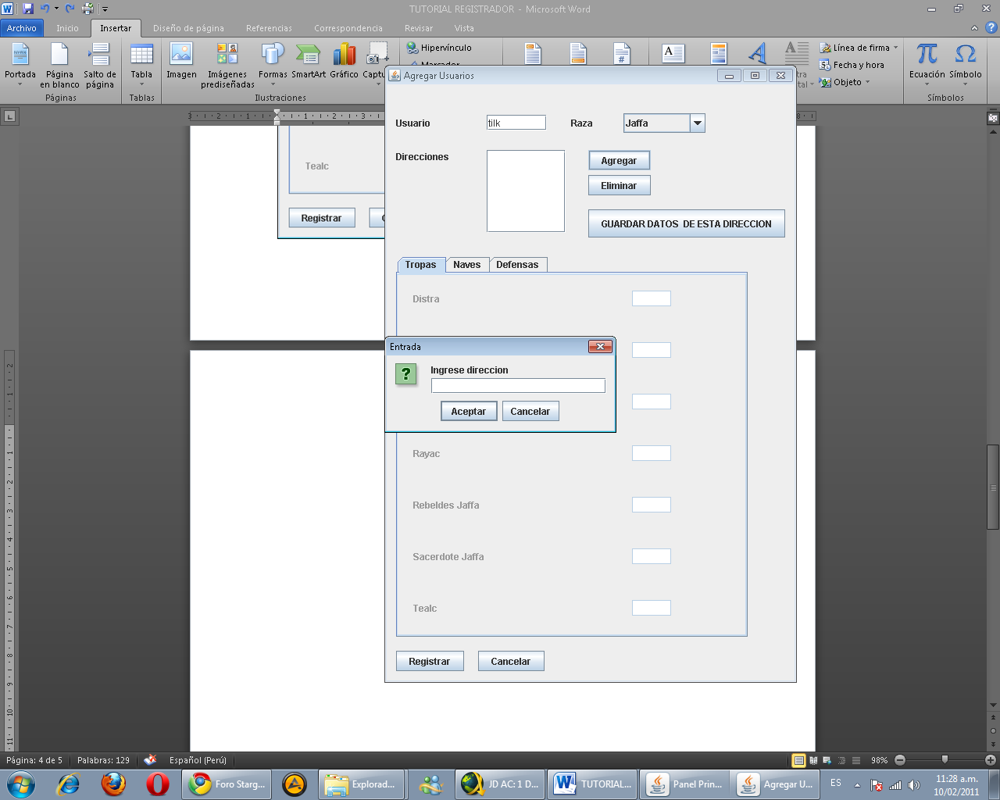 TUTORIAL REGISTRADOR - Microsoft Word
Archivo Inicio Insertar Diseño de página Referencias Correspondencia Revisar Vista
Portada Página en blanco Salto de página
Páginas
Tabla
Tablas
Imagen Imágenes prediseñadas Formas SmartArt Gráfico
Ilustraciones
Hipervínculo
Marcador
Línea de firma
Fecha y hora
Objeto
Ecuación Símbolo
Símbolos
Tealc
Registrar
Agregar Usuarios
Usuario tilk Raza Jaffa
Direcciones
Agregar
Eliminar
GUARDAR DATOS DE ESTA DIRECCION
Tropas Naves Defensas
Distra
Entrada
Ingrese direccion
Aceptar Cancelar
Rayac
Rebeldes Jaffa
Sacerdote Jaffa
Tealc
Registrar Cancelar
Página: 4 de 5 Palabras: 129 Español (Perú) 98%
Foro Starg... Explorad... JD AC: 1 D... TUTORIAL... Panel Prin... Agregar U... ES
11:28 a.m.
10/02/2011